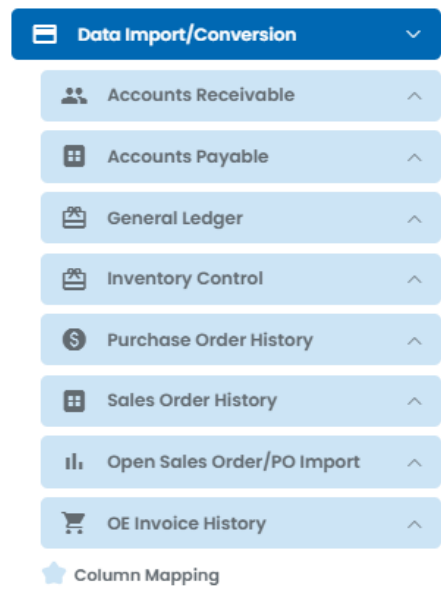 Data Import/Conversion
Accounts Receivable
Accounts Payable
General Ledger
Inventory Control
Purchase Order History
Sales Order History
Open Sales Order/PO Import
OE Invoice History
Column Mapping